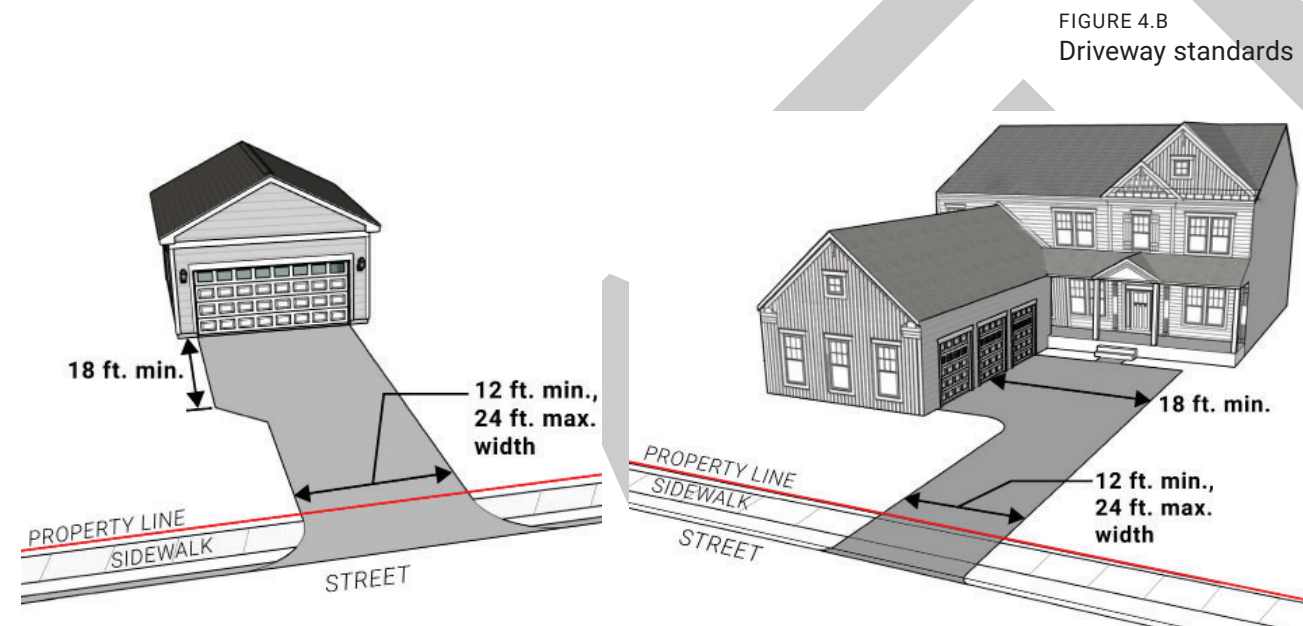 FIGURE 4.B
Driveway standards
18 ft. min.
12 ft. min.,
24 ft. max.
width
PROPERTY LINE
SIDEWALK
STREET
18 ft. min.
12 ft. min.,
24 ft. max.
width
PROPERTY LINE
SIDEWALK
STREET